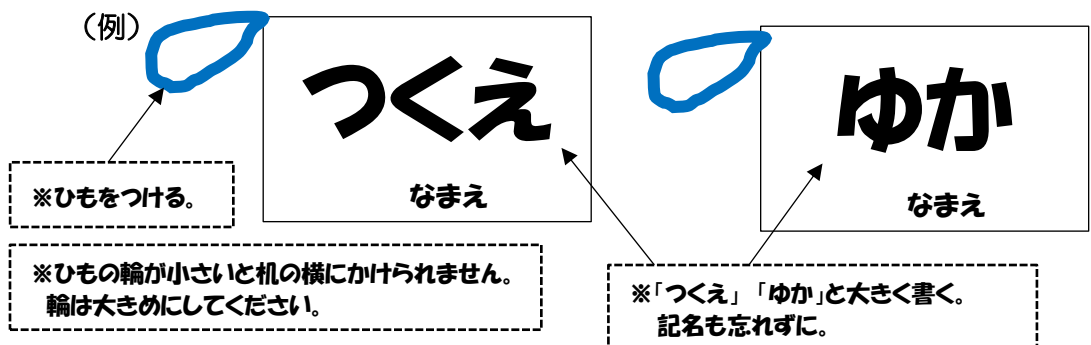 (例)
つくえ
なまえ
ゆか
なまえ
※ひもをつける。
※ひもの輪が小さいと机の横にかけられません。
輪は大きめにしてください。
※「つくえ」「ゆか」と大きく書く。
記名も忘れずに。